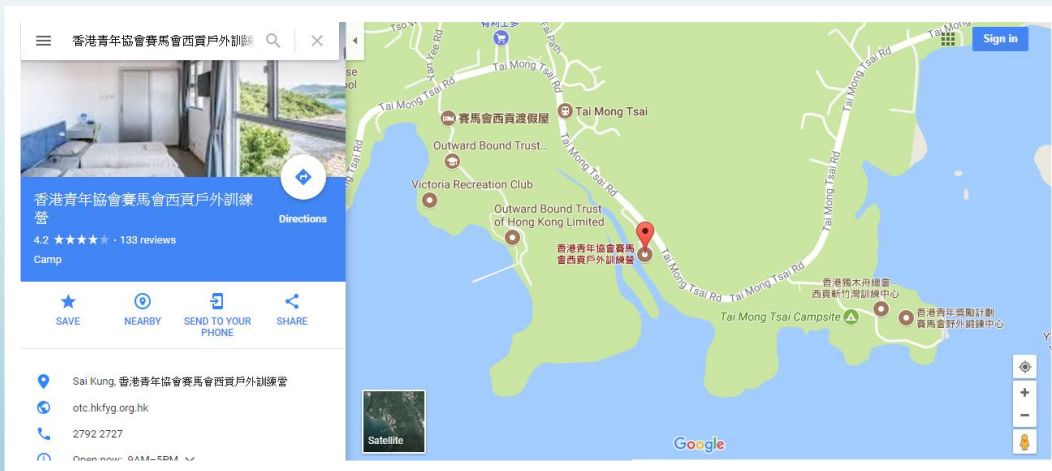 香港青年協會賽馬會西貢戶外訓練
香港青年協會賽馬會西貢戶外訓練
營
Directions
4.2 ★★★★★ · 133 reviews
Camp
SAVE
NEARBY
SEND TO YOUR
PHONE
SHARE
Sai Kung, 香港青年協會賽馬會西貢戶外訓練營
otc.hkfyg.org.hk
2792 2727
Open now: 9AM–5PM
Sign in
Yan Yee Rd
Tai Mong Tsai Rd
Tai Mong Tsai Rd
賽馬會西貢渡假屋
Tai Mong Tsai
Outward Bound Trust...
Victoria Recreation Club
Tai Mong Tsai Rd
Outward Bound Trust
of Hong Kong Limited
香港青年協會賽馬
會西貢戶外訓練營
Tai Mong Tsai Rd
Tai Mong Tsai Rd
Tai Mong Tsai Rd
Tai Mong Tsai Rd
香港獨木舟總會
西貢斬竹灣訓練中心
Tai Mong Tsai Campsite
香港青年獎勵計劃
賽馬會野外鍛鍊中心
Satellite
Google